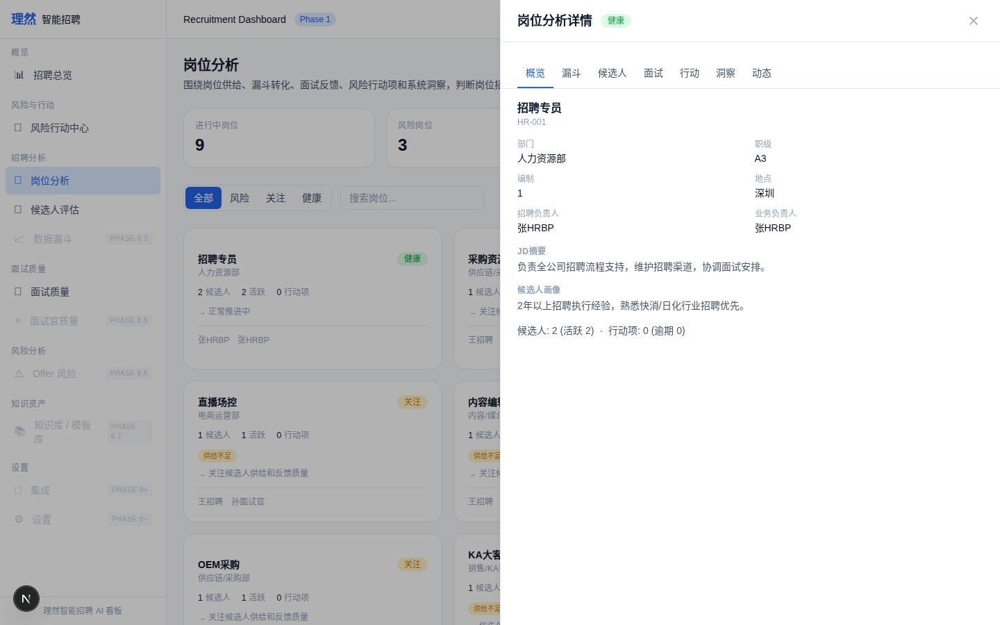 理然 智能招聘
概览
招聘总览
风险与行动
风险行动中心
招聘分析
岗位分析
候选人评估
数据漏斗 PHASE 8.2
面试质量
面试质量
面试官质量 PHASE 8.5
风险分析
Offer 风险 PHASE 8.6
知识资产
知识库 / 模板
库
PHASE
8.7
设置
集成 PHASE 9+
设置 PHASE 9+
理然智能招聘 AI 看板
Recruitment Dashboard Phase 1
岗位分析
围绕岗位供给、漏斗转化、面试反馈、风险行动项和系统洞察，判断岗位招
进行中岗位
9
风险岗位
3
全部 风险 关注 健康 搜索岗位...
招聘专员 健康
人力资源部
2 候选人 2 活跃 0 行动项
→ 正常推进中
张HRBP 张HRBP
采购资
供应链/采
1 候选人
→ 关注候
王招聘
直播场控 关注
电商运营部
1 候选人 1 活跃 0 行动项
供给不足
→ 关注候选人供给和反馈质量
王招聘 孙面试官
内容编辑
内容/媒介
1 候选人
供给不足
→ 关注候
王招聘
OEM采购 关注
供应链/采购部
1 候选人 1 活跃 0 行动项
→ 关注候选人供给和反馈质量
KA大客
销售/KA
1 候选人
供给不足
岗位分析详情 健康
概览 漏斗 候选人 面试 行动 洞察 动态
招聘专员
HR-001
部门 职级
人力资源部 A3
编制 地点
1 深圳
招聘负责人 业务负责人
张HRBP 张HRBP
JD摘要
负责全公司招聘流程支持，维护招聘渠道，协调面试安排。
候选人画像
2年以上招聘执行经验，熟悉快消/日化行业招聘优先。
候选人: 2 (活跃 2) · 行动项: 0 (逾期 0)